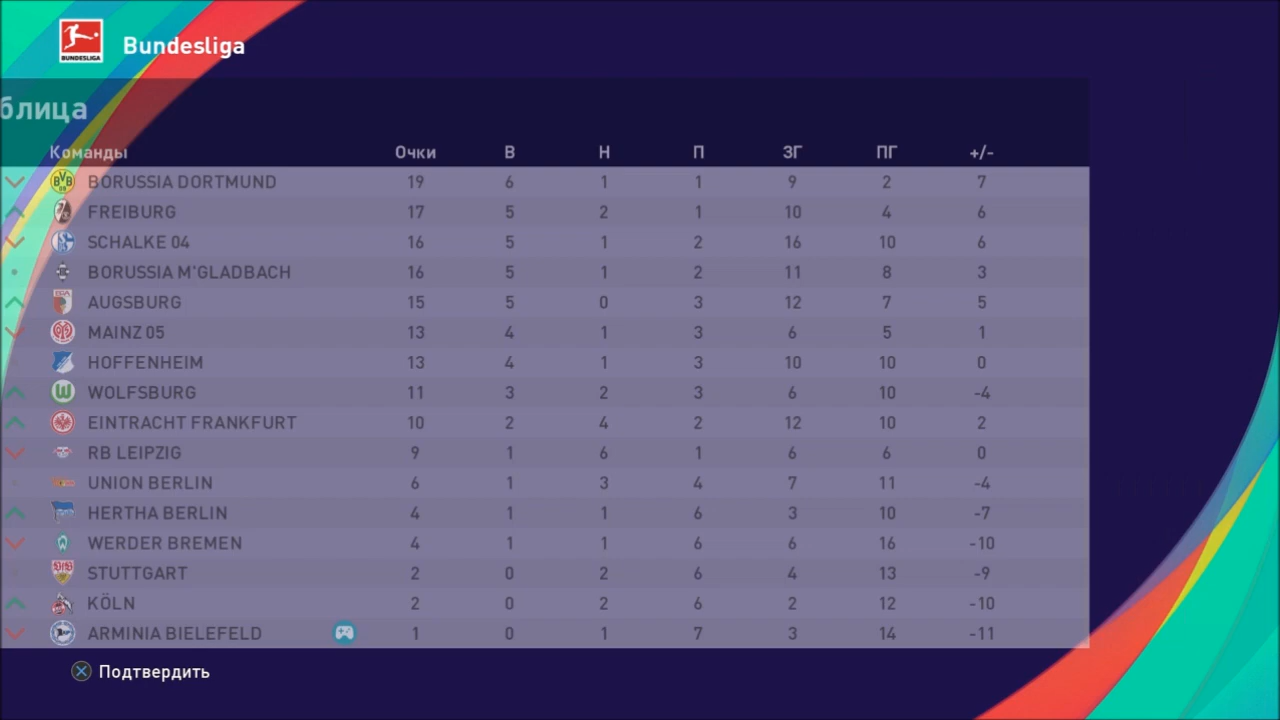 BUNDESLIGA Bundesliga
блица
Команды Очки В Н П ЗГ ПГ +/-
BVB 09 BORUSSIA DORTMUND 19 6 1 1 9 2 7
FREIBURG 17 5 2 1 10 4 6
SCHALKE 04 16 5 1 2 16 10 6
BORUSSIA M'GLADBACH 16 5 1 2 11 8 3
AUGSBURG 15 5 0 3 12 7 5
MAINZ 05 13 4 1 3 6 5 1
HOFFENHEIM 13 4 1 3 10 10 0
WOLFSBURG 11 3 2 3 6 10 -4
EINTRACHT FRANKFURT 10 2 4 2 12 10 2
RB LEIPZIG 9 1 6 1 6 6 0
UNION BERLIN 6 1 3 4 7 11 -4
HERTHA BERLIN 4 1 1 6 3 10 -7
WERDER BREMEN 4 1 1 6 6 16 -10
STUTTGART 2 0 2 6 4 13 -9
KÖLN 2 0 2 6 2 12 -10
ARMINIA BIELEFELD 1 0 1 7 3 14 -11
Подтвердить